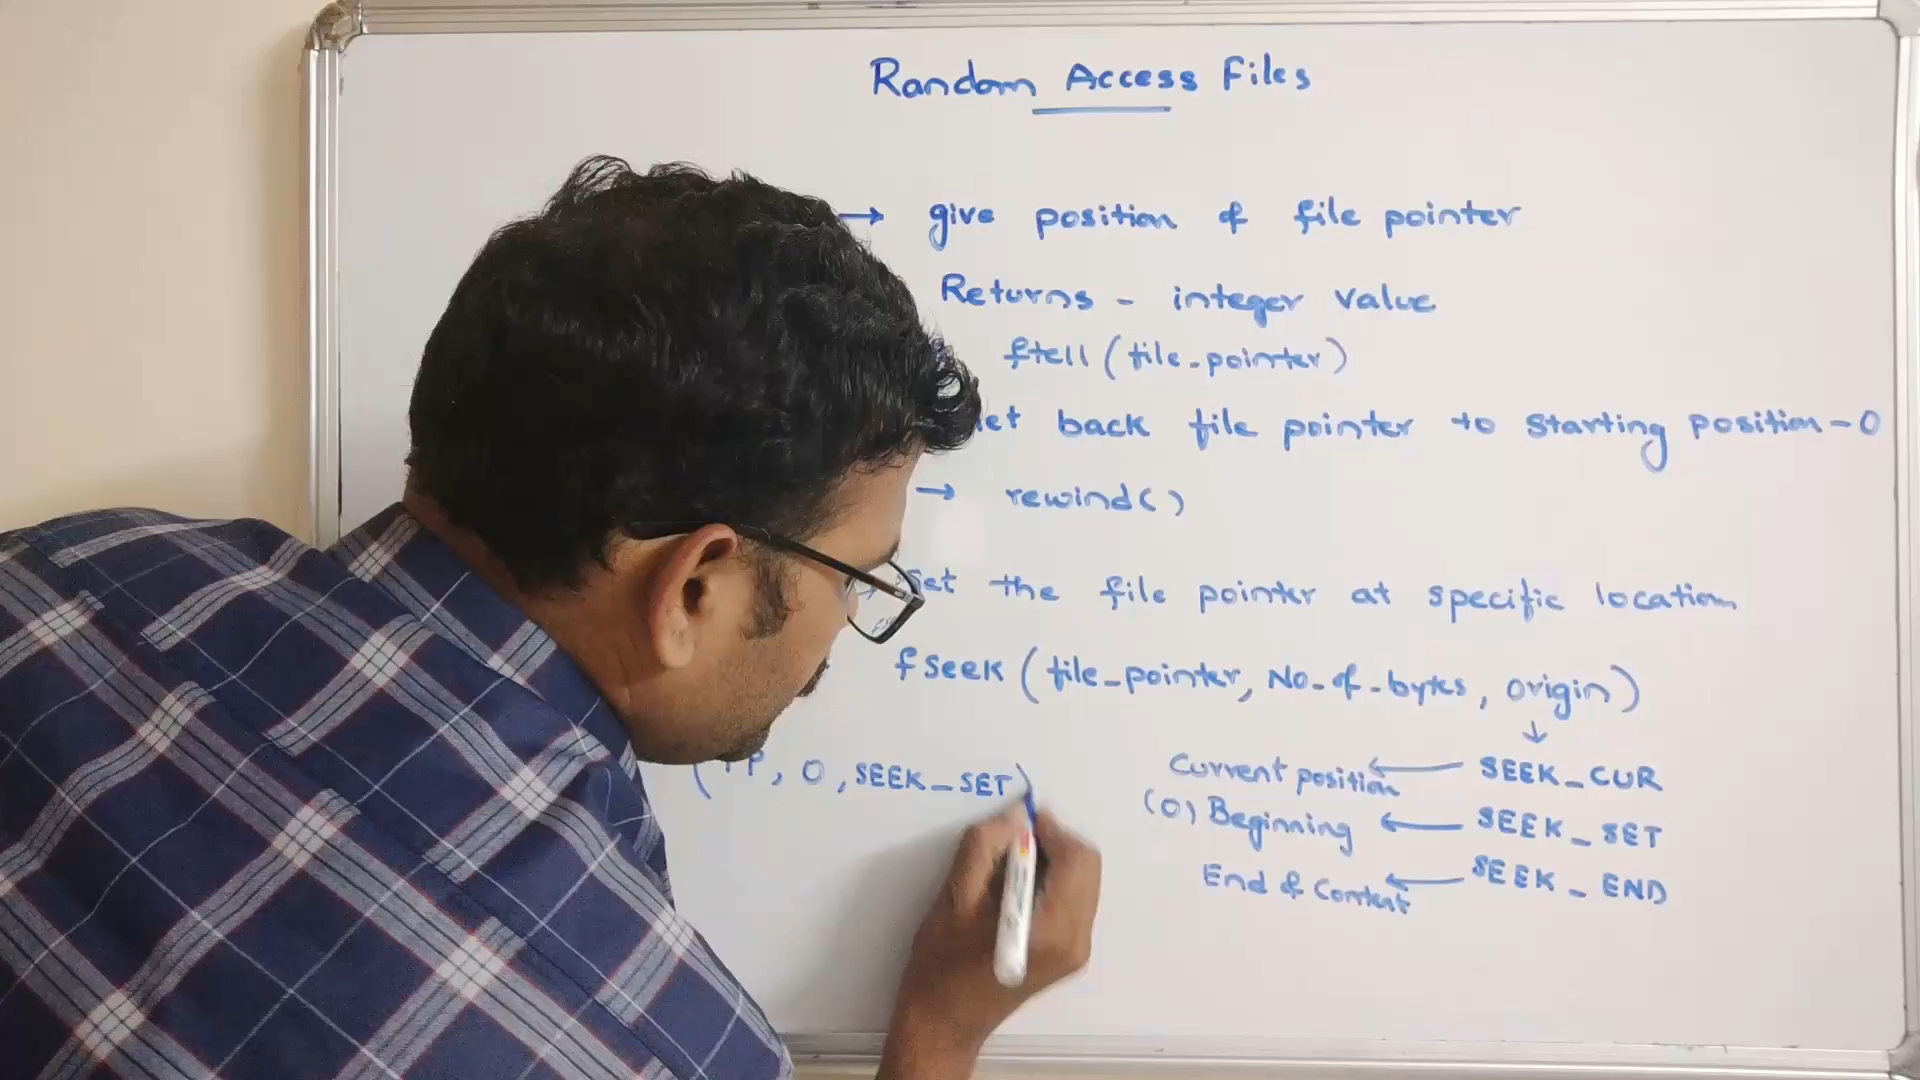 Random Access Files
→ give position of file pointer
Returns - integer value
ftell (file_pointer)
back file pointer to starting position - 0
→ rewind()
Set the file pointer at specific location
fseek (file_pointer, No_of_bytes, origin)
↓
(FP, 0, SEEK_SET)
Current position ← SEEK_CUR
(0) Beginning ← SEEK_SET
End of Content ← SEEK_END